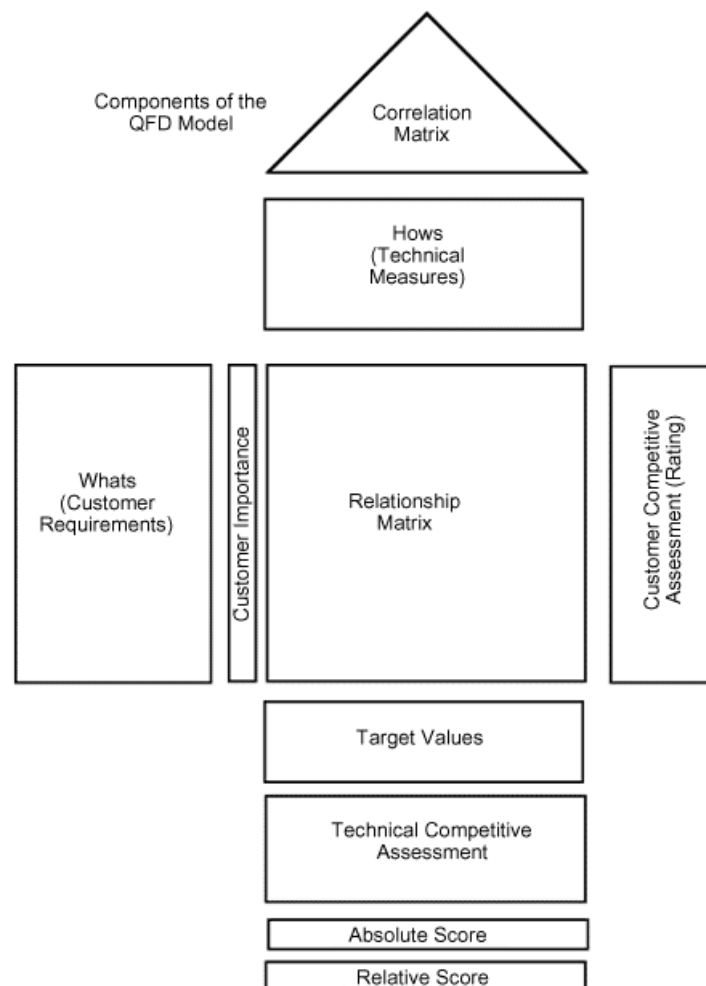 Components of the
QFD Model
Correlation
Matrix
Hows
(Technical
Measures)
Whats
(Customer
Requirements)
Customer Importance
Relationship
Matrix
Customer Competitive
Assessment (Rating)
Target Values
Technical Competitive
Assessment
Absolute Score
Relative Score